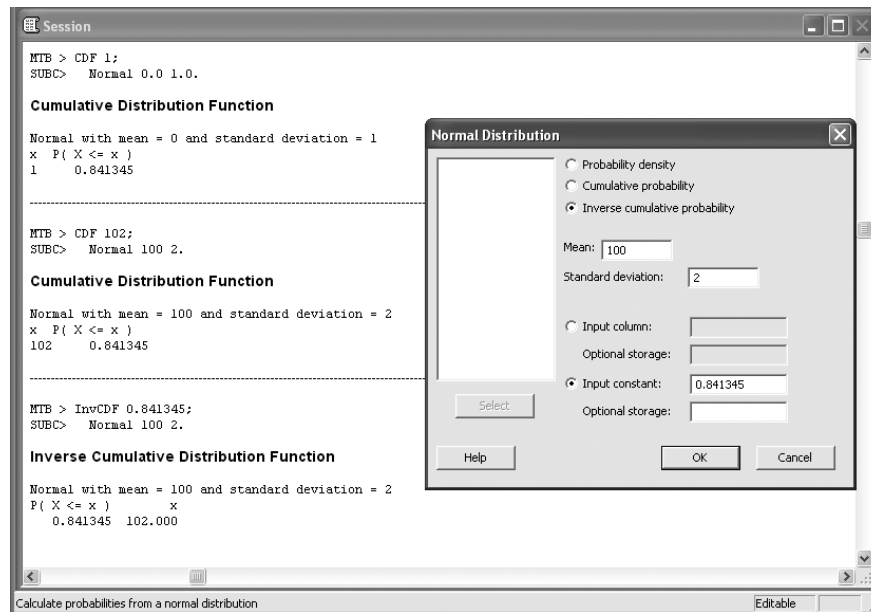 Session
MTB > CDF 1;
SUBC>   Normal 0.0 1.0.
Cumulative Distribution Function
Normal with mean = 0 and standard deviation = 1
x  P( X <= x )
1     0.841345
MTB > CDF 102;
SUBC>   Normal 100 2.
Cumulative Distribution Function
Normal with mean = 100 and standard deviation = 2
x  P( X <= x )
102     0.841345
MTB > InvCDF 0.841345;
SUBC>   Normal 100 2.
Inverse Cumulative Distribution Function
Normal with mean = 100 and standard deviation = 2
P( X <= x )       x
0.841345  102.000
Normal Distribution
Probability density
Cumulative probability
Inverse cumulative probability
Mean: 100
Standard deviation: 2
Input column:
Optional storage:
Input constant: 0.841345
Optional storage:
Select
Help OK Cancel
Calculate probabilities from a normal distribution Editable